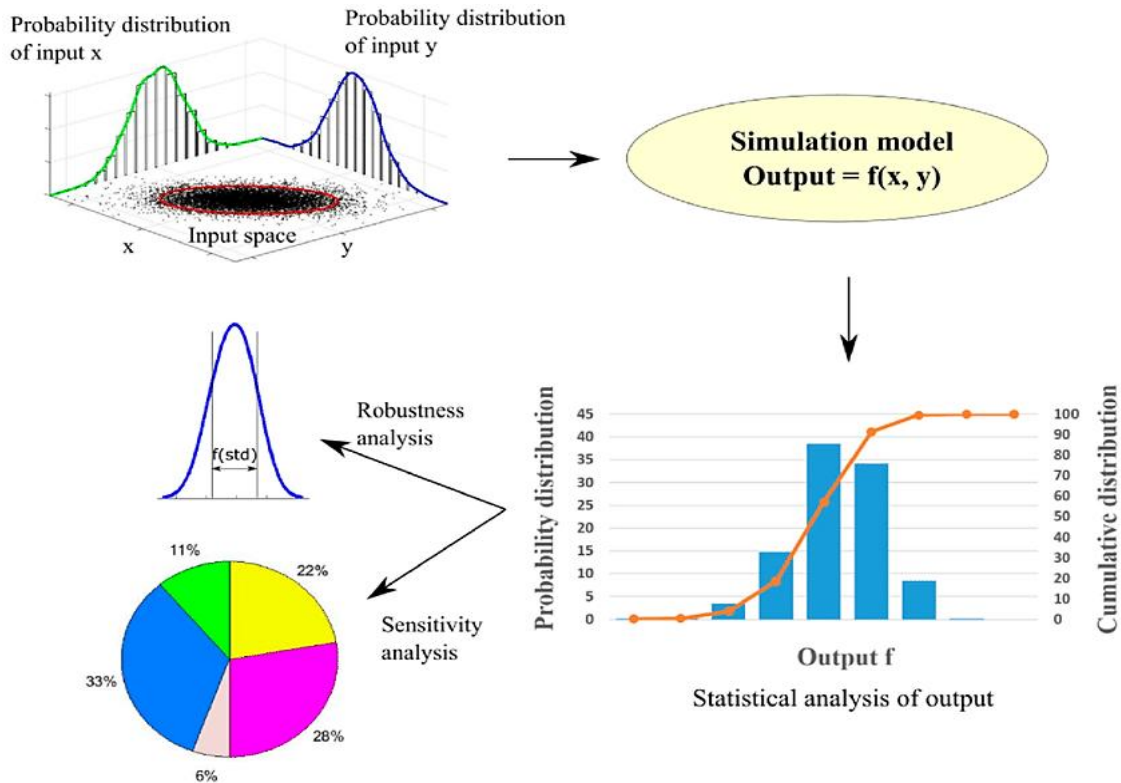 Probability distribution
of input x
Probability distribution
of input y
Input space
x
y
Simulation model
Output = f(x, y)
Robustness
analysis
f(std)
Sensitivity
analysis
11%
22%
33%
28%
6%
Probability distribution
45
40
35
30
25
20
15
10
5
0
100
90
80
70
60
50
40
30
20
10
0
Cumulative distribution
Output f
Statistical analysis of output